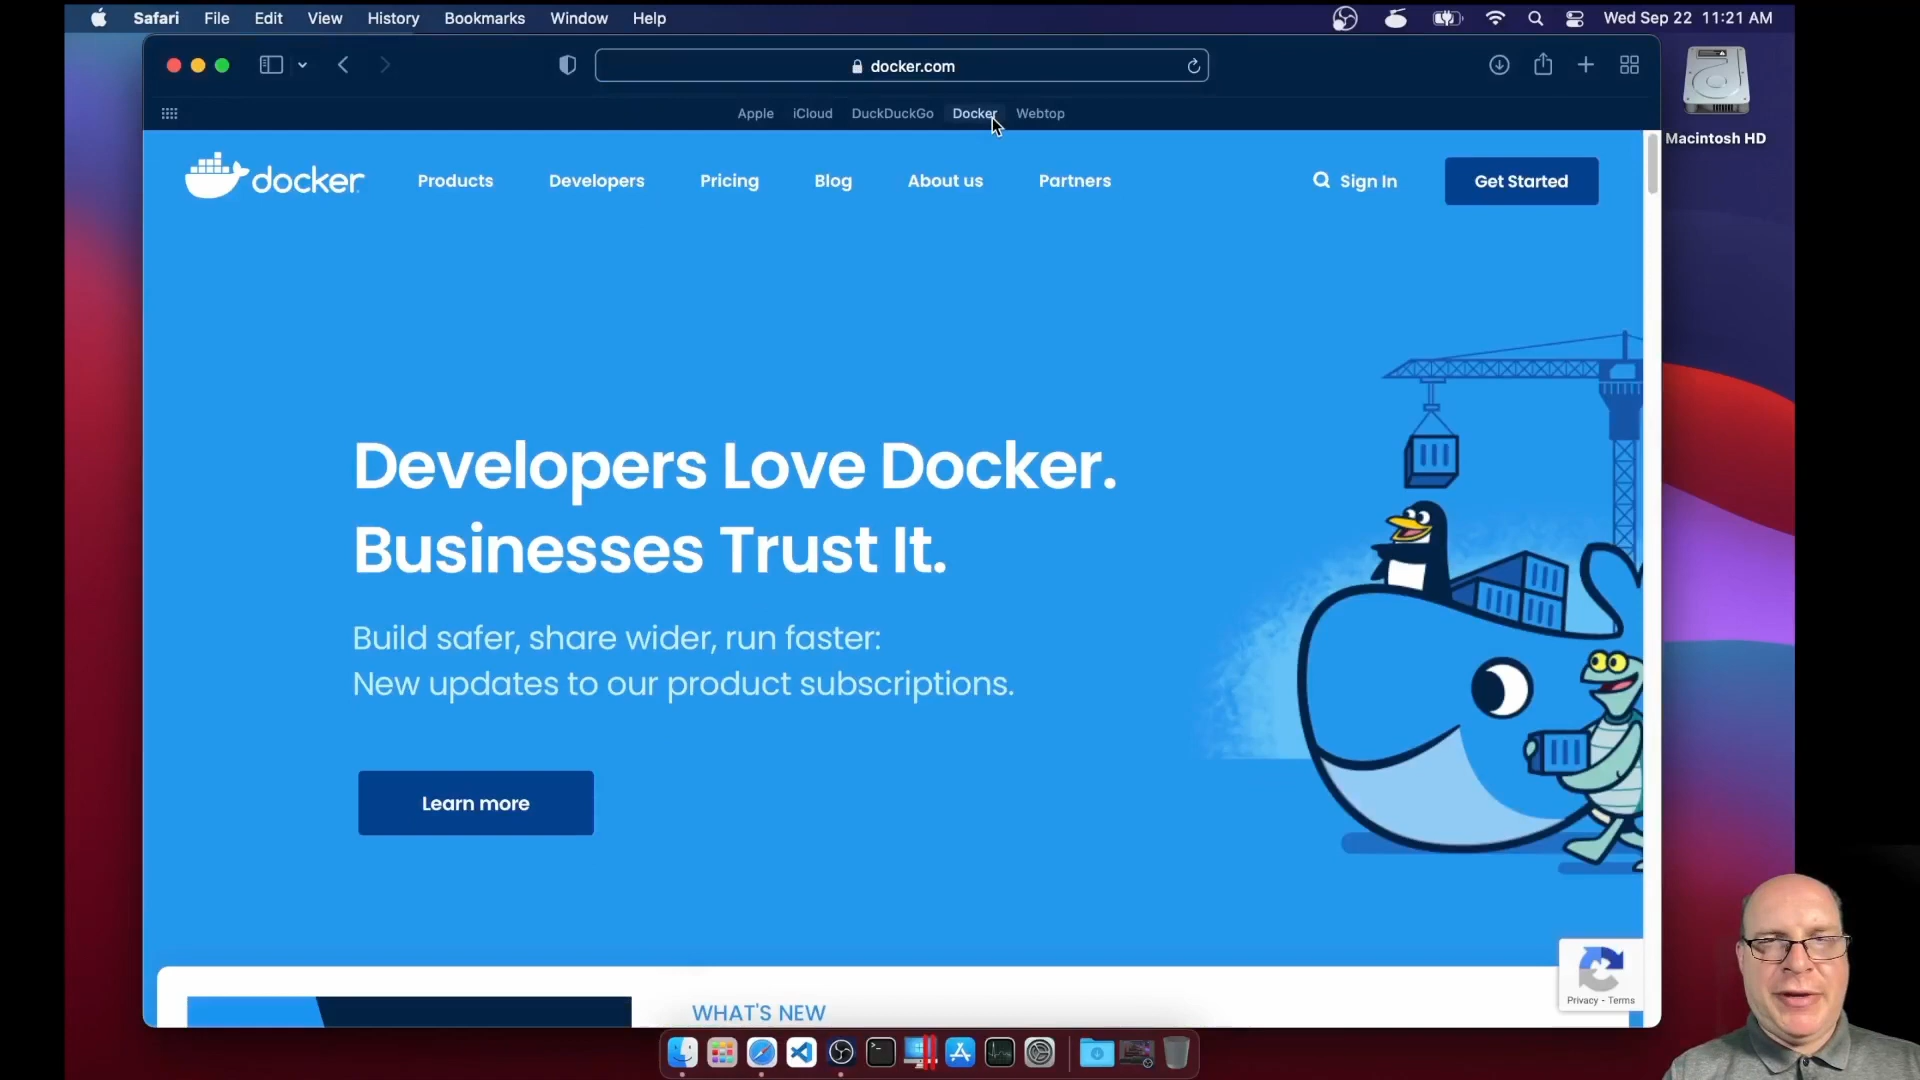 Safari File Edit View History Bookmarks Window Help Wed Sep 22 11:21 AM
docker.com
Apple iCloud DuckDuckGo Docker Webtop
Macintosh HD
docker Products Developers Pricing Blog About us Partners Sign In Get Started
Developers Love Docker.
Businesses Trust It.
Build safer, share wider, run faster:
New updates to our product subscriptions.
Learn more
Privacy - Terms
WHAT'S NEW